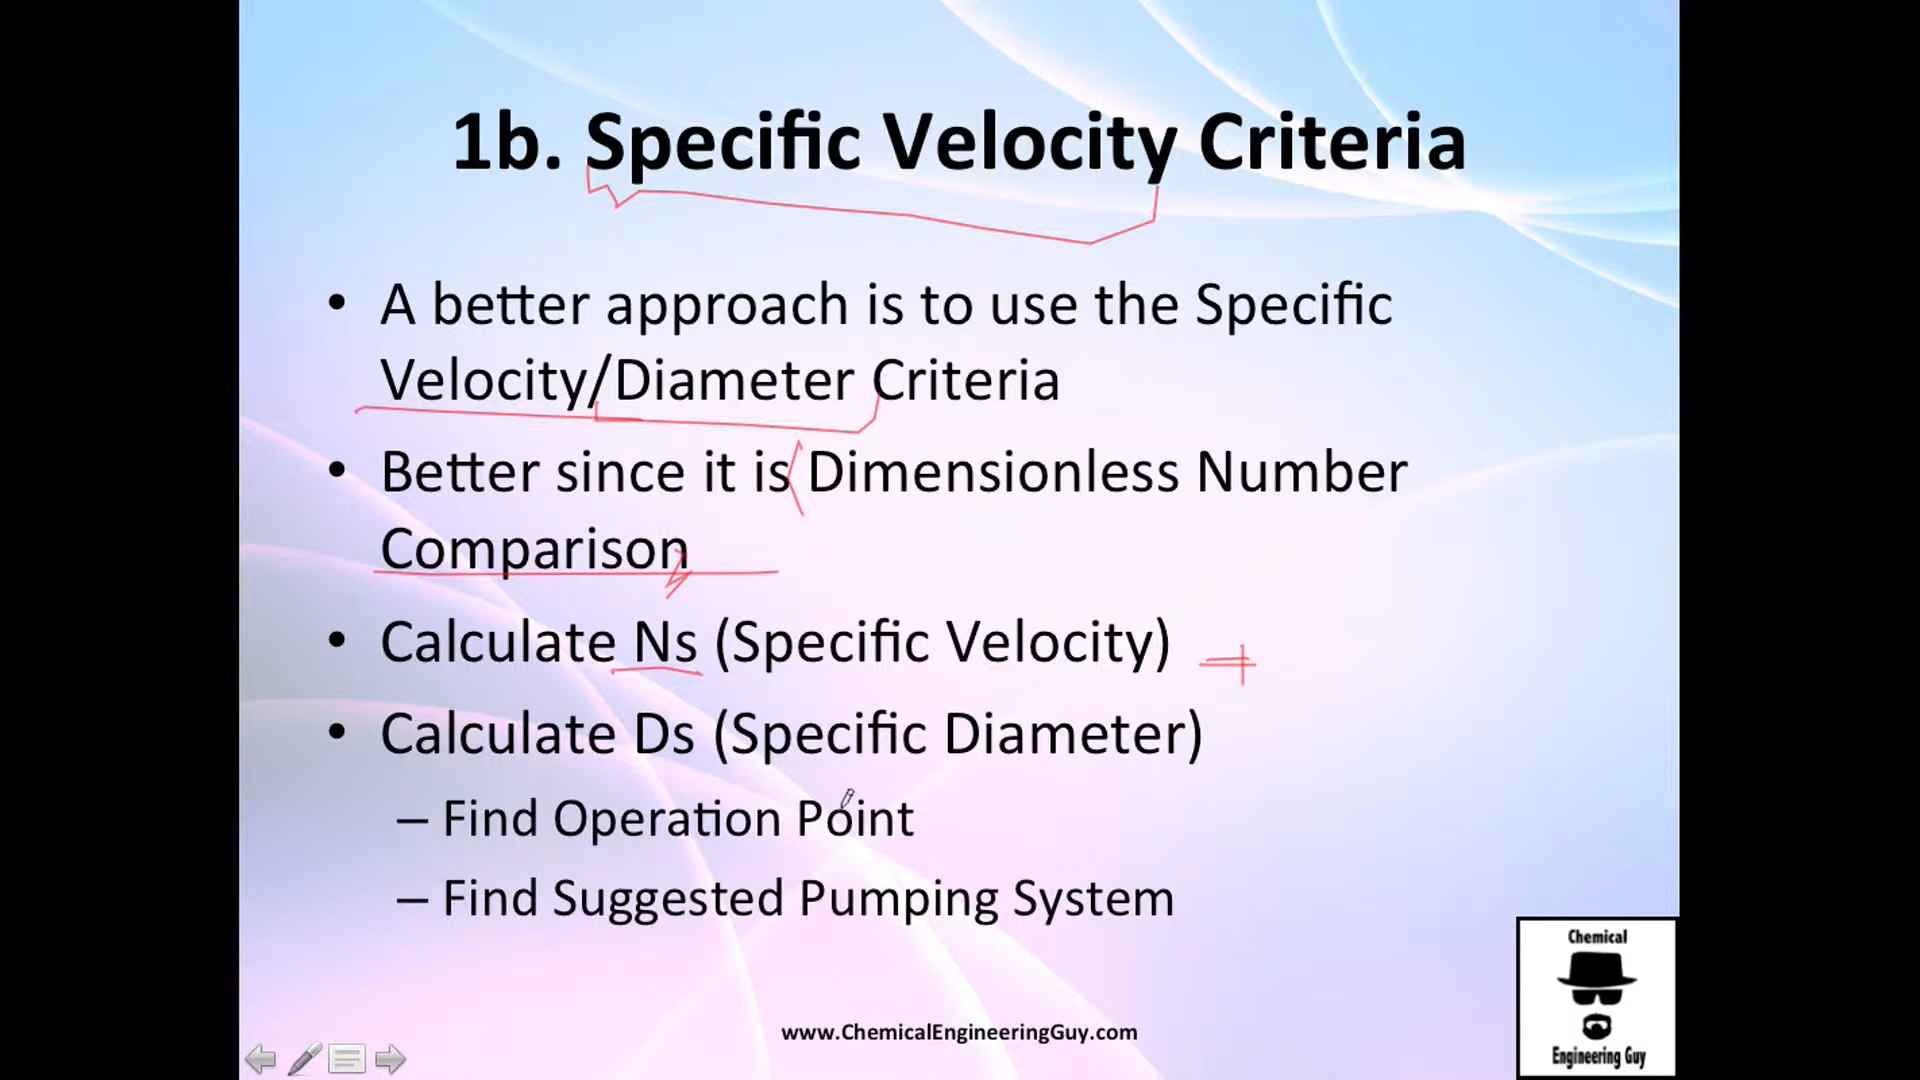 1b. Specific Velocity Criteria
• A better approach is to use the Specific
Velocity/Diameter Criteria
• Better since it is Dimensionless Number
Comparison
• Calculate Ns (Specific Velocity)
• Calculate Ds (Specific Diameter)
– Find Operation Point
– Find Suggested Pumping System
www.ChemicalEngineeringGuy.com
Chemical
Engineering Guy